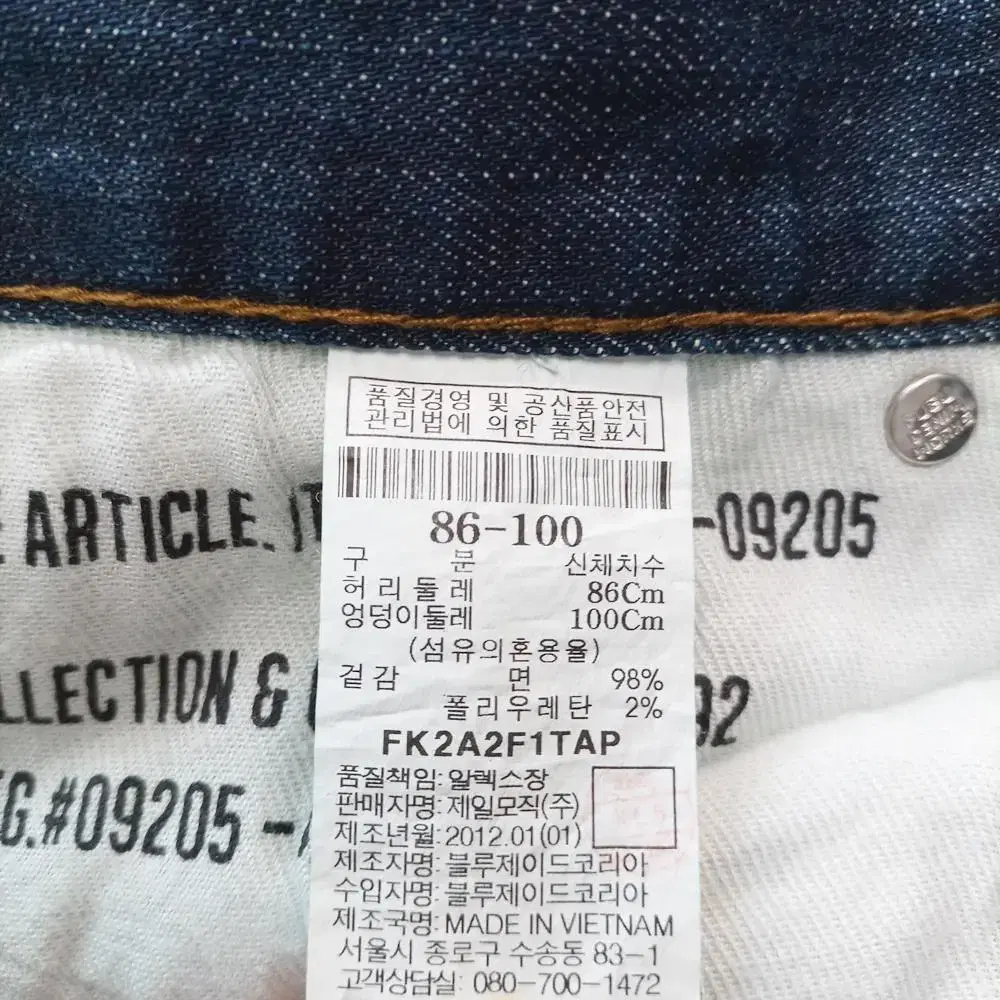 품질경영 및 공산품안전
관리법에 의한 품질표시
86-100
구 분 신체치수
허리둘레 86Cm
엉덩이둘레 100Cm
(섬유의혼용율)
겉감 면 98%
폴리우레탄 2%
FK2A2F1TAP
품질책임: 알렉스장
판매자명: 제일모직(주)
제조년월: 2012.01(01)
제조자명: 블루제이드코리아
수입자명: 블루제이드코리아
제조국명: MADE IN VIETNAM
서울시 종로구 수송동 83-1
고객상담실: 080-700-1472
ARTICLE. -09205
LLECTION & 92
G.#09205 -
DENIM